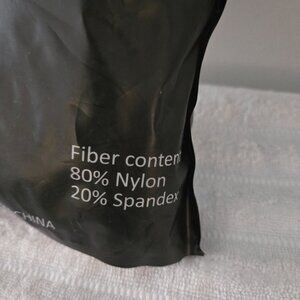 Fiber conten
80% Nylon
20% Spandex
CHINA